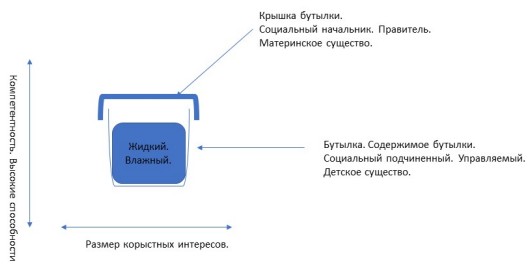 Крышка бутылки.
Социальный начальник. Правитель.
Материнское существо.
Компетентность. Высокие способности
Жидкий.
Влажный.
Бутылка. Содержимое бутылки.
Социальный подчиненный. Управляемый.
Детское существо.
Размер корыстных интересов.